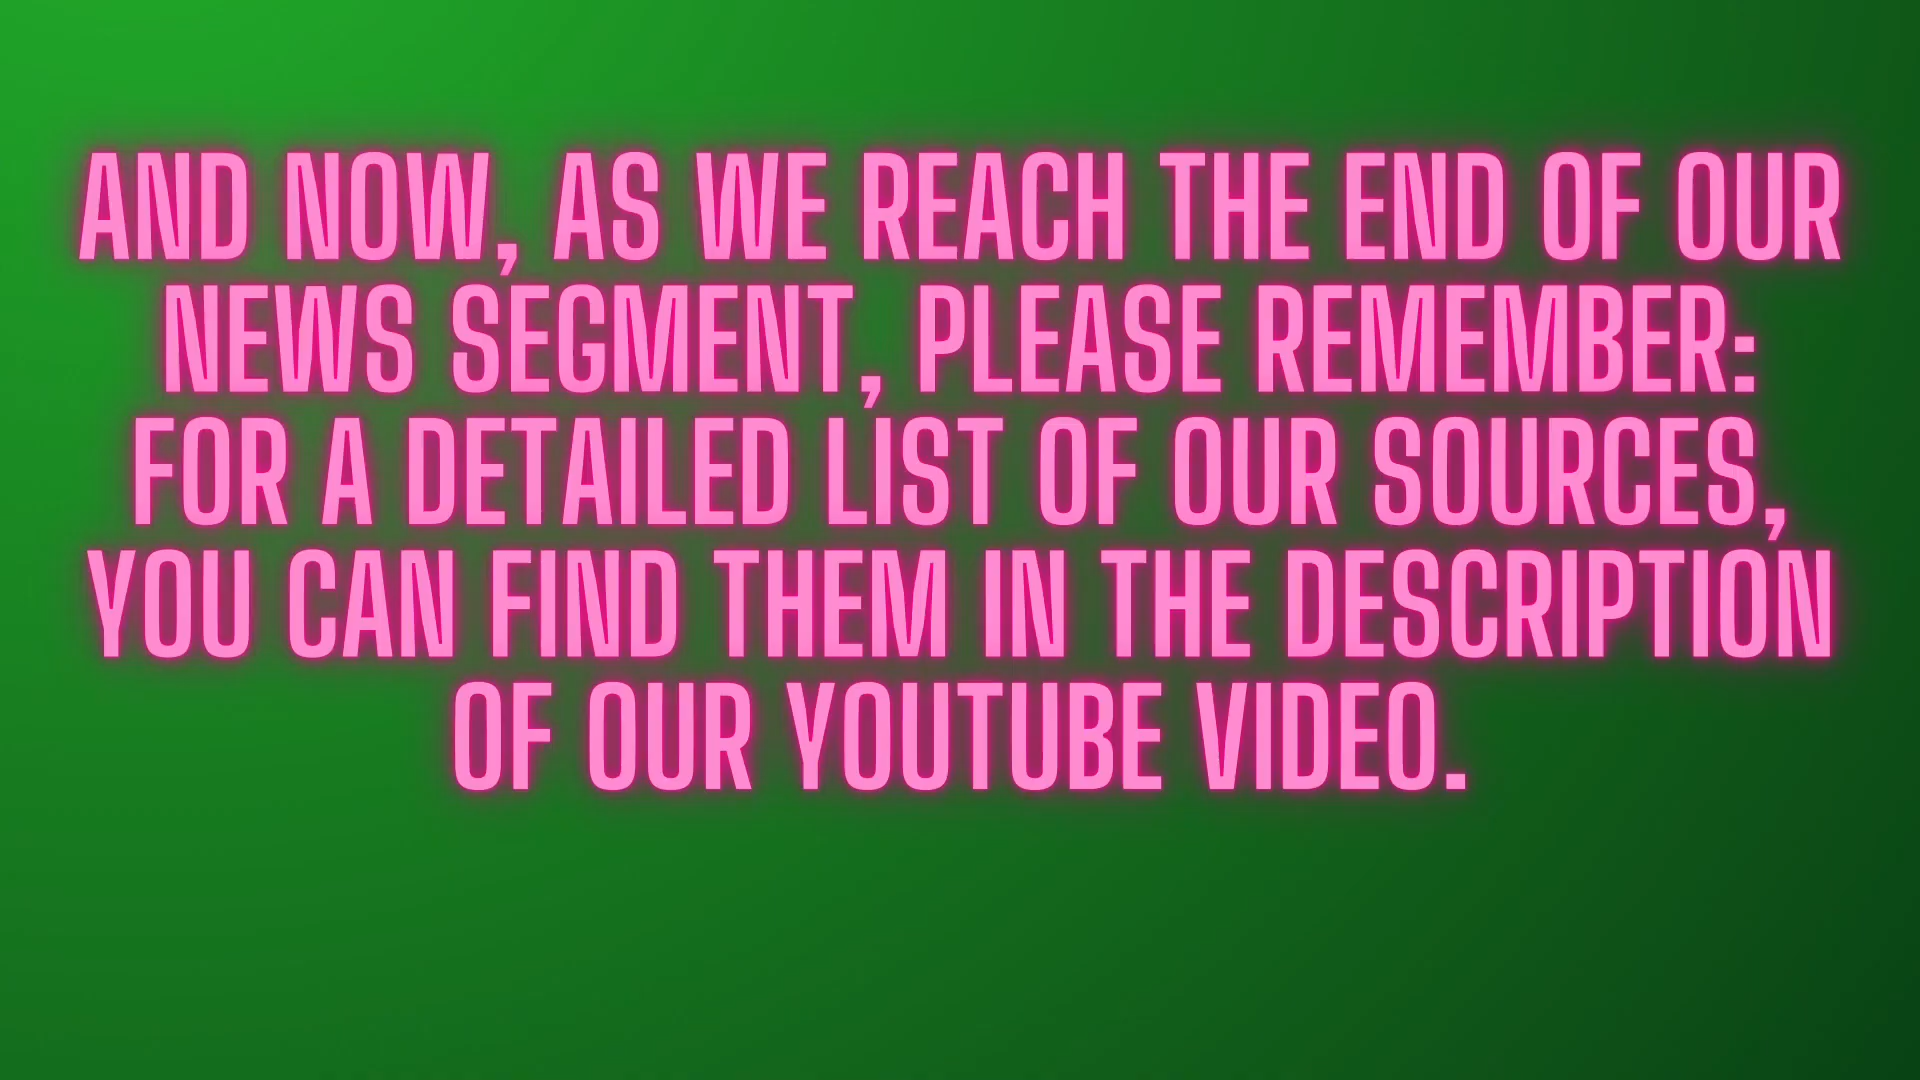 AND NOW, AS WE REACH THE END OF OUR
NEWS SEGMENT, PLEASE REMEMBER:
FOR A DETAILED LIST OF OUR SOURCES,
YOU CAN FIND THEM IN THE DESCRIPTION
OF OUR YOUTUBE VIDEO.